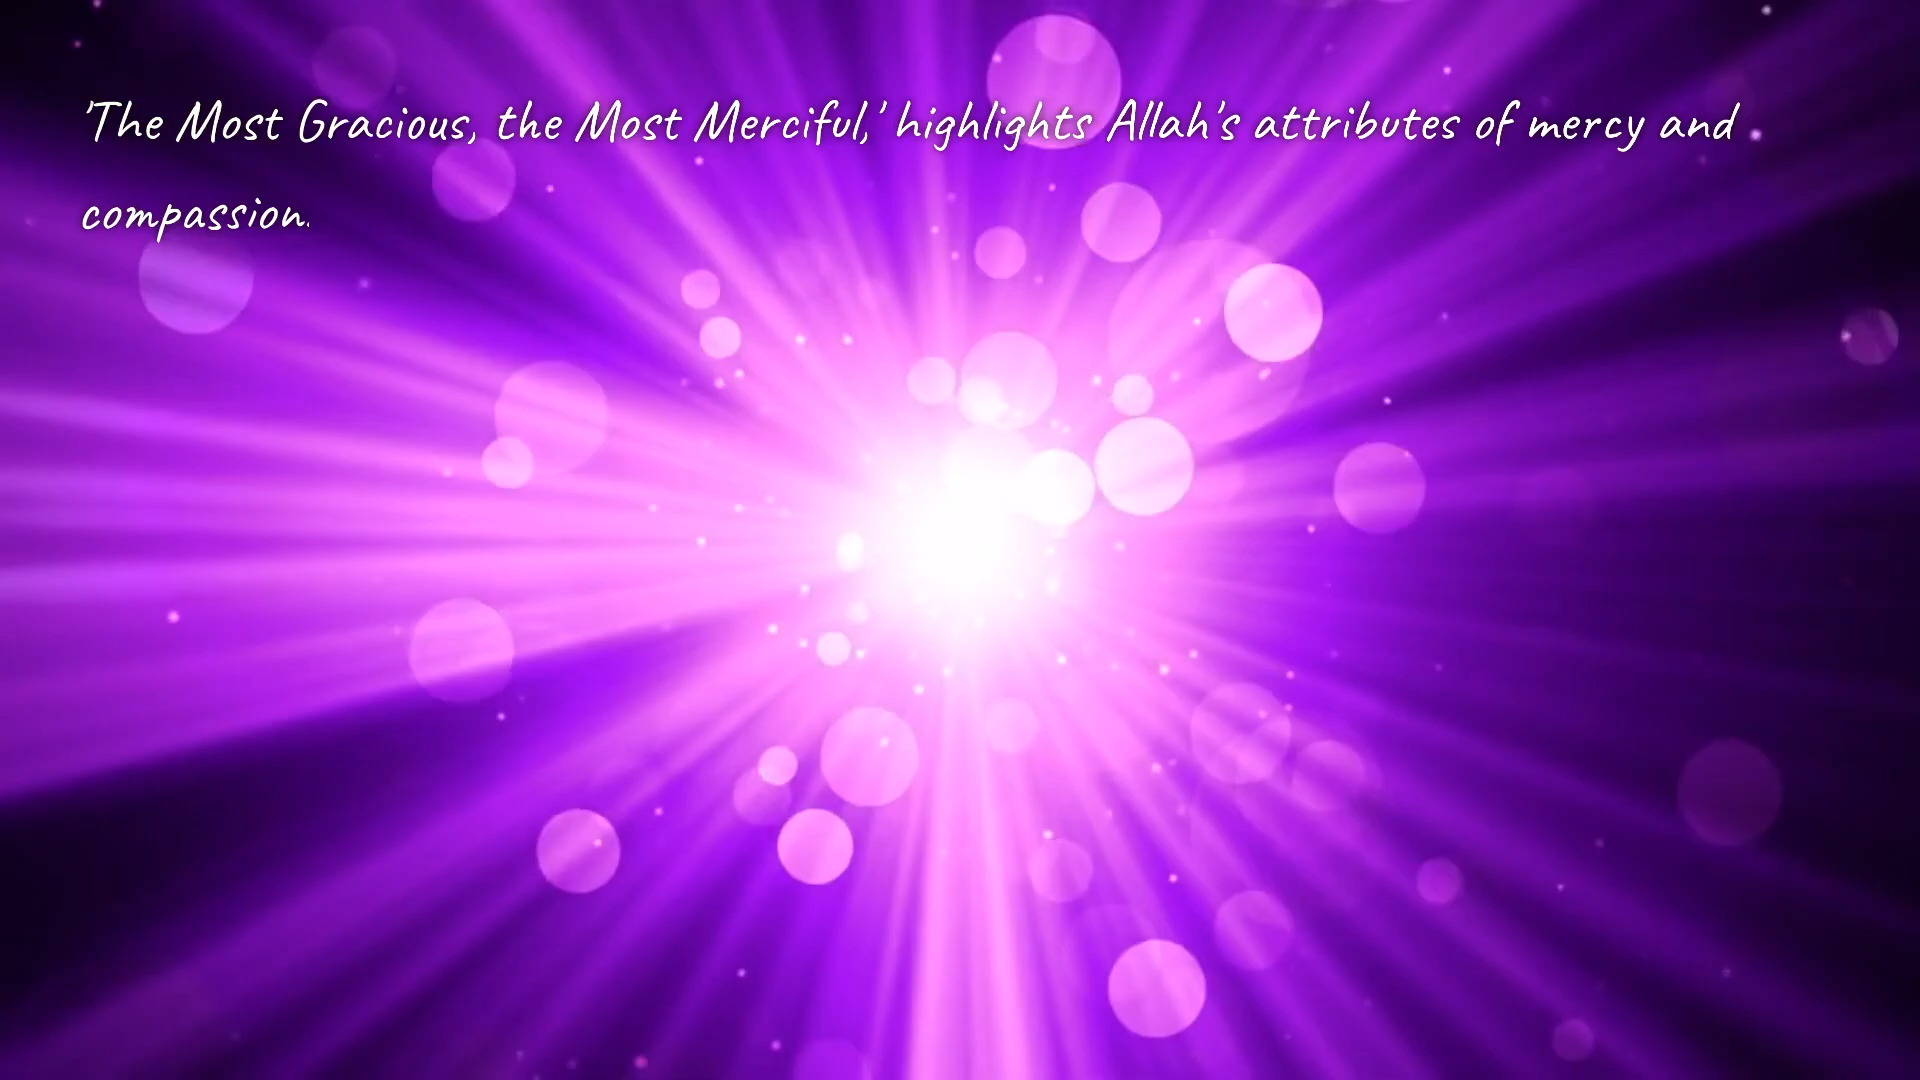 'The Most Gracious, the Most Merciful,' highlights Allah's attributes of mercy and
compassion.